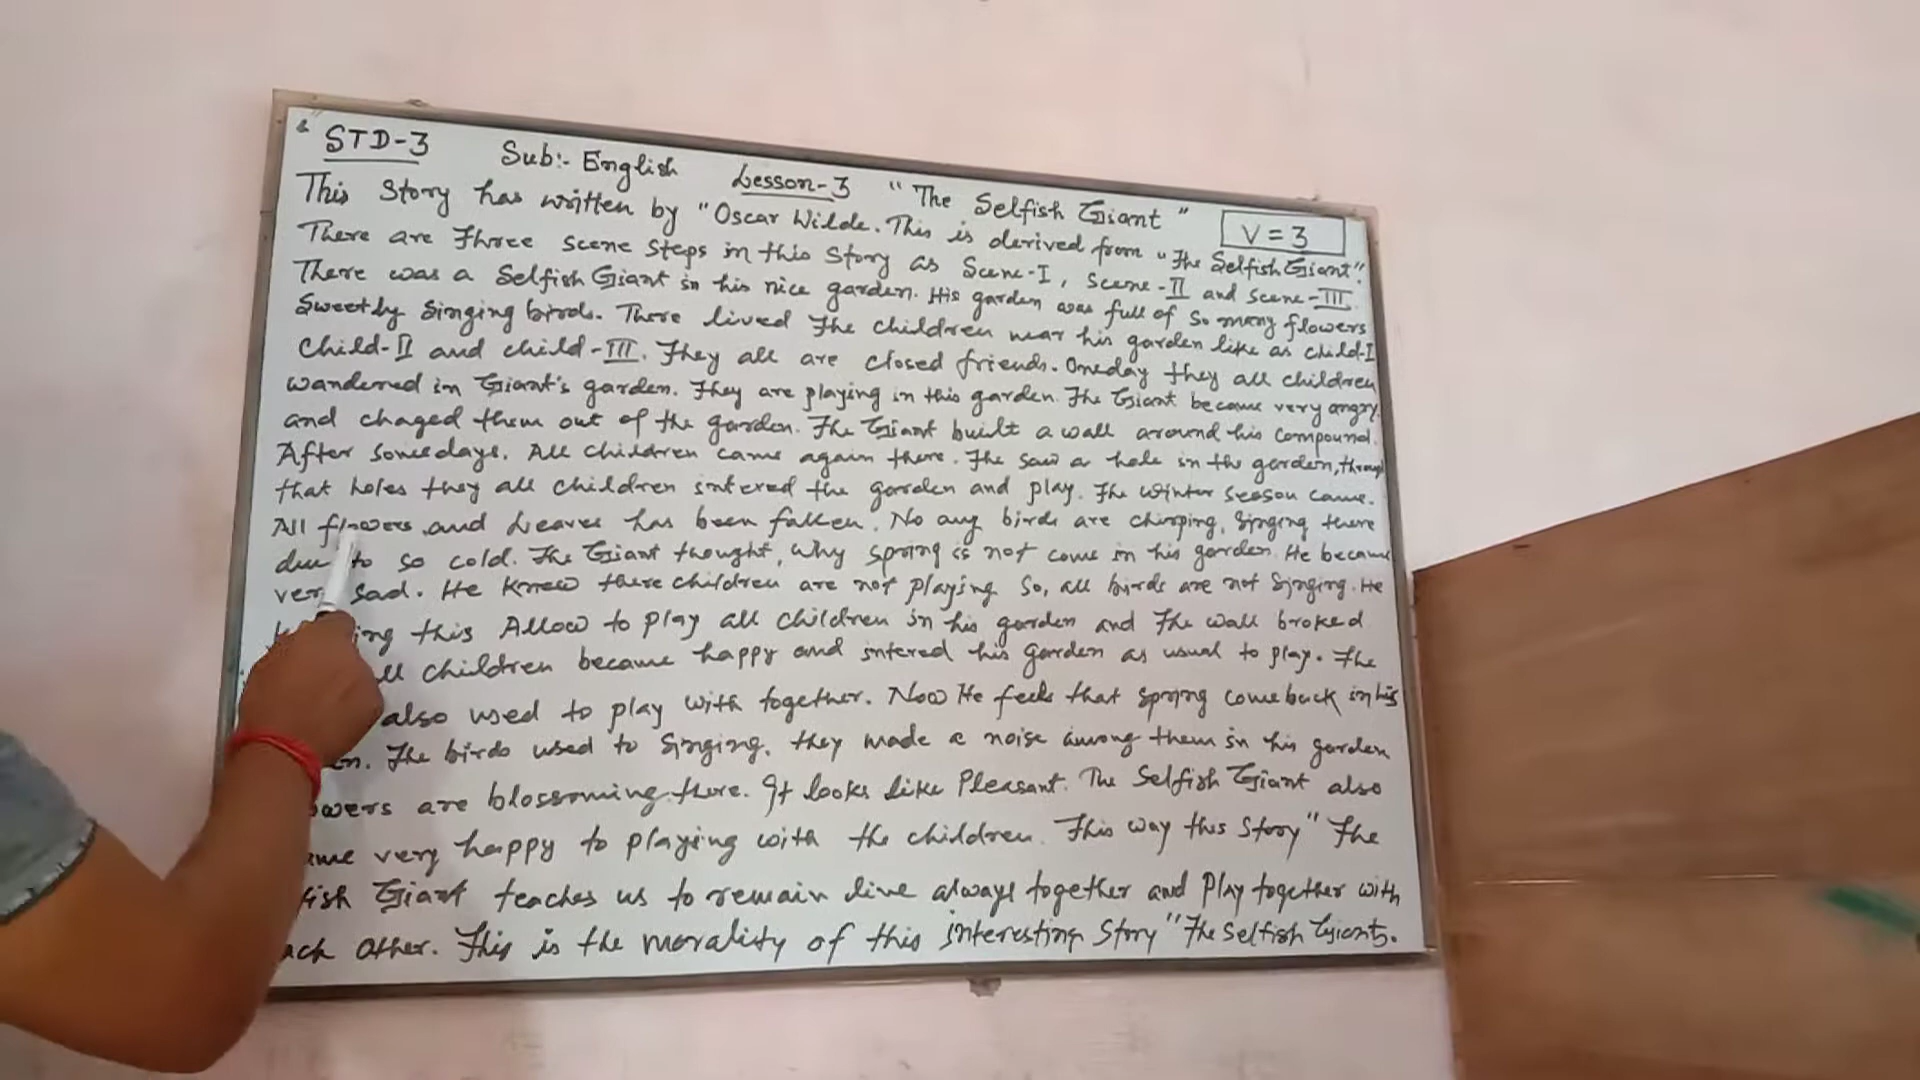 STD-3 Sub:- English Lesson-3 "The Selfish Giant"
V = 3
This Story has written by "Oscar Wilde. This is derived from "The Selfish Giant".
There are three scene steps in this story as Scene-I, Scene-II and Scene-III.
There was a Selfish Giant in his nice garden. His garden was full of so many flowers
Sweetly singing birds. There lived the children near his garden like as child-I
Child-II and child-III. They all are closed friends. Oneday they all children
wandered in Giant's garden. They are playing in this garden. The Giant became very angry
and chaged them out of the garden. The Giant built a wall around his compound.
After somedays. All children came again there. The saw a hole in the garden, through
that holes they all children intered the garden and play. The winter season came.
All flowers and Leaves has been fallen. No any birds are chirping, singing there
due to so cold. The Giant thought, why spring is not come in his garden. He became
very sad. He knew there children are not playing So, all birds are not singing. He
ing this Allow to play all children in his garden and The wall broked
all children became happy and intered his garden as usual to play. The
also used to play with together. Now He feels that spring come back in his
en. The birds used to singing. they made a noise among them in his garden
owers are blossoming there. It looks like Pleasant. The Selfish Giant also
ame very happy to playing with the children. This way this story "The
fish Giant teaches us to remain live always together and Play together with
ach other. This is the morality of this interesting Story "The Selfish Giants.